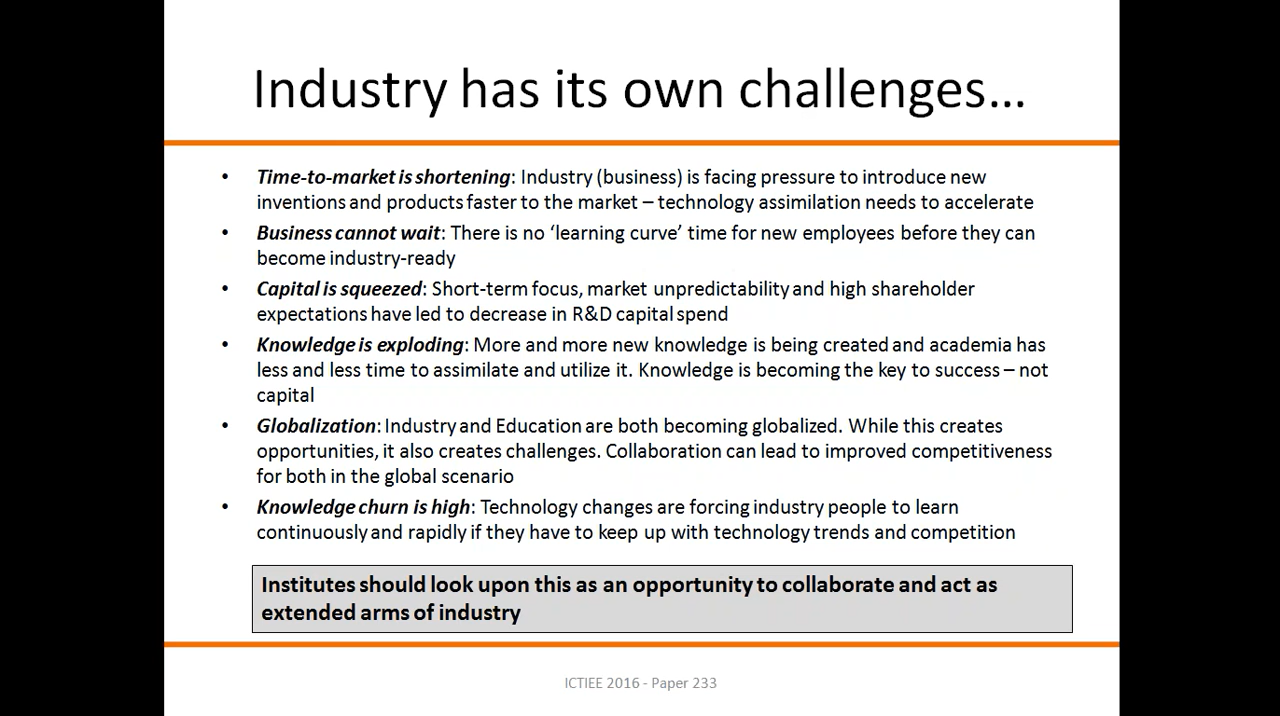 Industry has its own challenges...
• Time-to-market is shortening: Industry (business) is facing pressure to introduce new
inventions and products faster to the market – technology assimilation needs to accelerate
• Business cannot wait: There is no ‘learning curve’ time for new employees before they can
become industry-ready
• Capital is squeezed: Short-term focus, market unpredictability and high shareholder
expectations have led to decrease in R&D capital spend
• Knowledge is exploding: More and more new knowledge is being created and academia has
less and less time to assimilate and utilize it. Knowledge is becoming the key to success – not
capital
• Globalization: Industry and Education are both becoming globalized. While this creates
opportunities, it also creates challenges. Collaboration can lead to improved competitiveness
for both in the global scenario
• Knowledge churn is high: Technology changes are forcing industry people to learn
continuously and rapidly if they have to keep up with technology trends and competition
Institutes should look upon this as an opportunity to collaborate and act as
extended arms of industry
ICTIEE 2016 - Paper 233